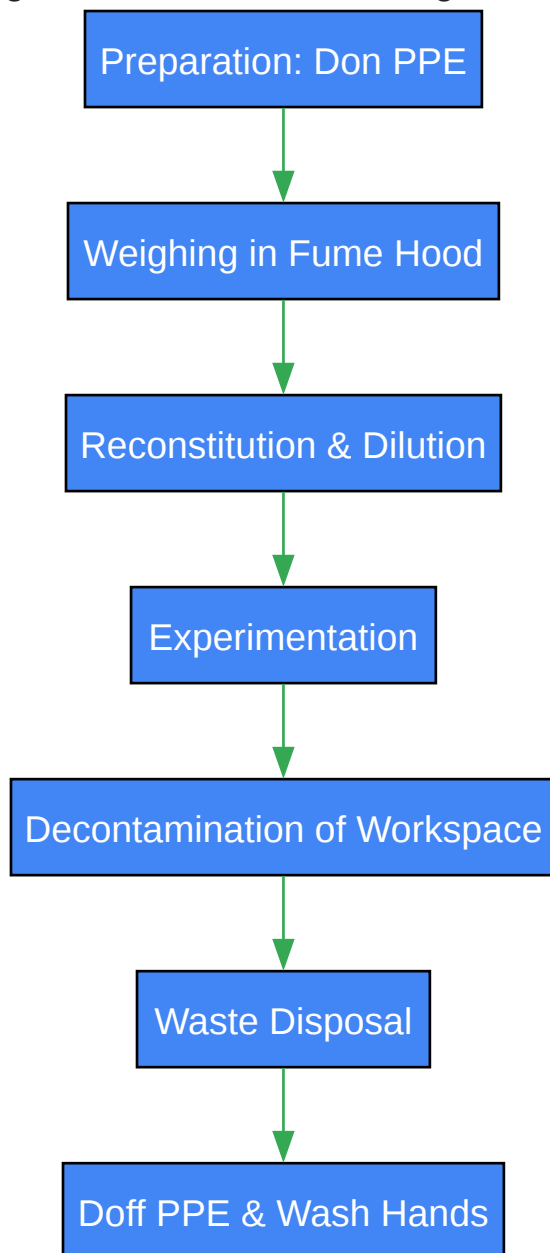 Preparation: Don PPE
Weighing in Fume Hood
Reconstitution & Dilution
Experimentation
Decontamination of Workspace
Waste Disposal
Doff PPE & Wash Hands